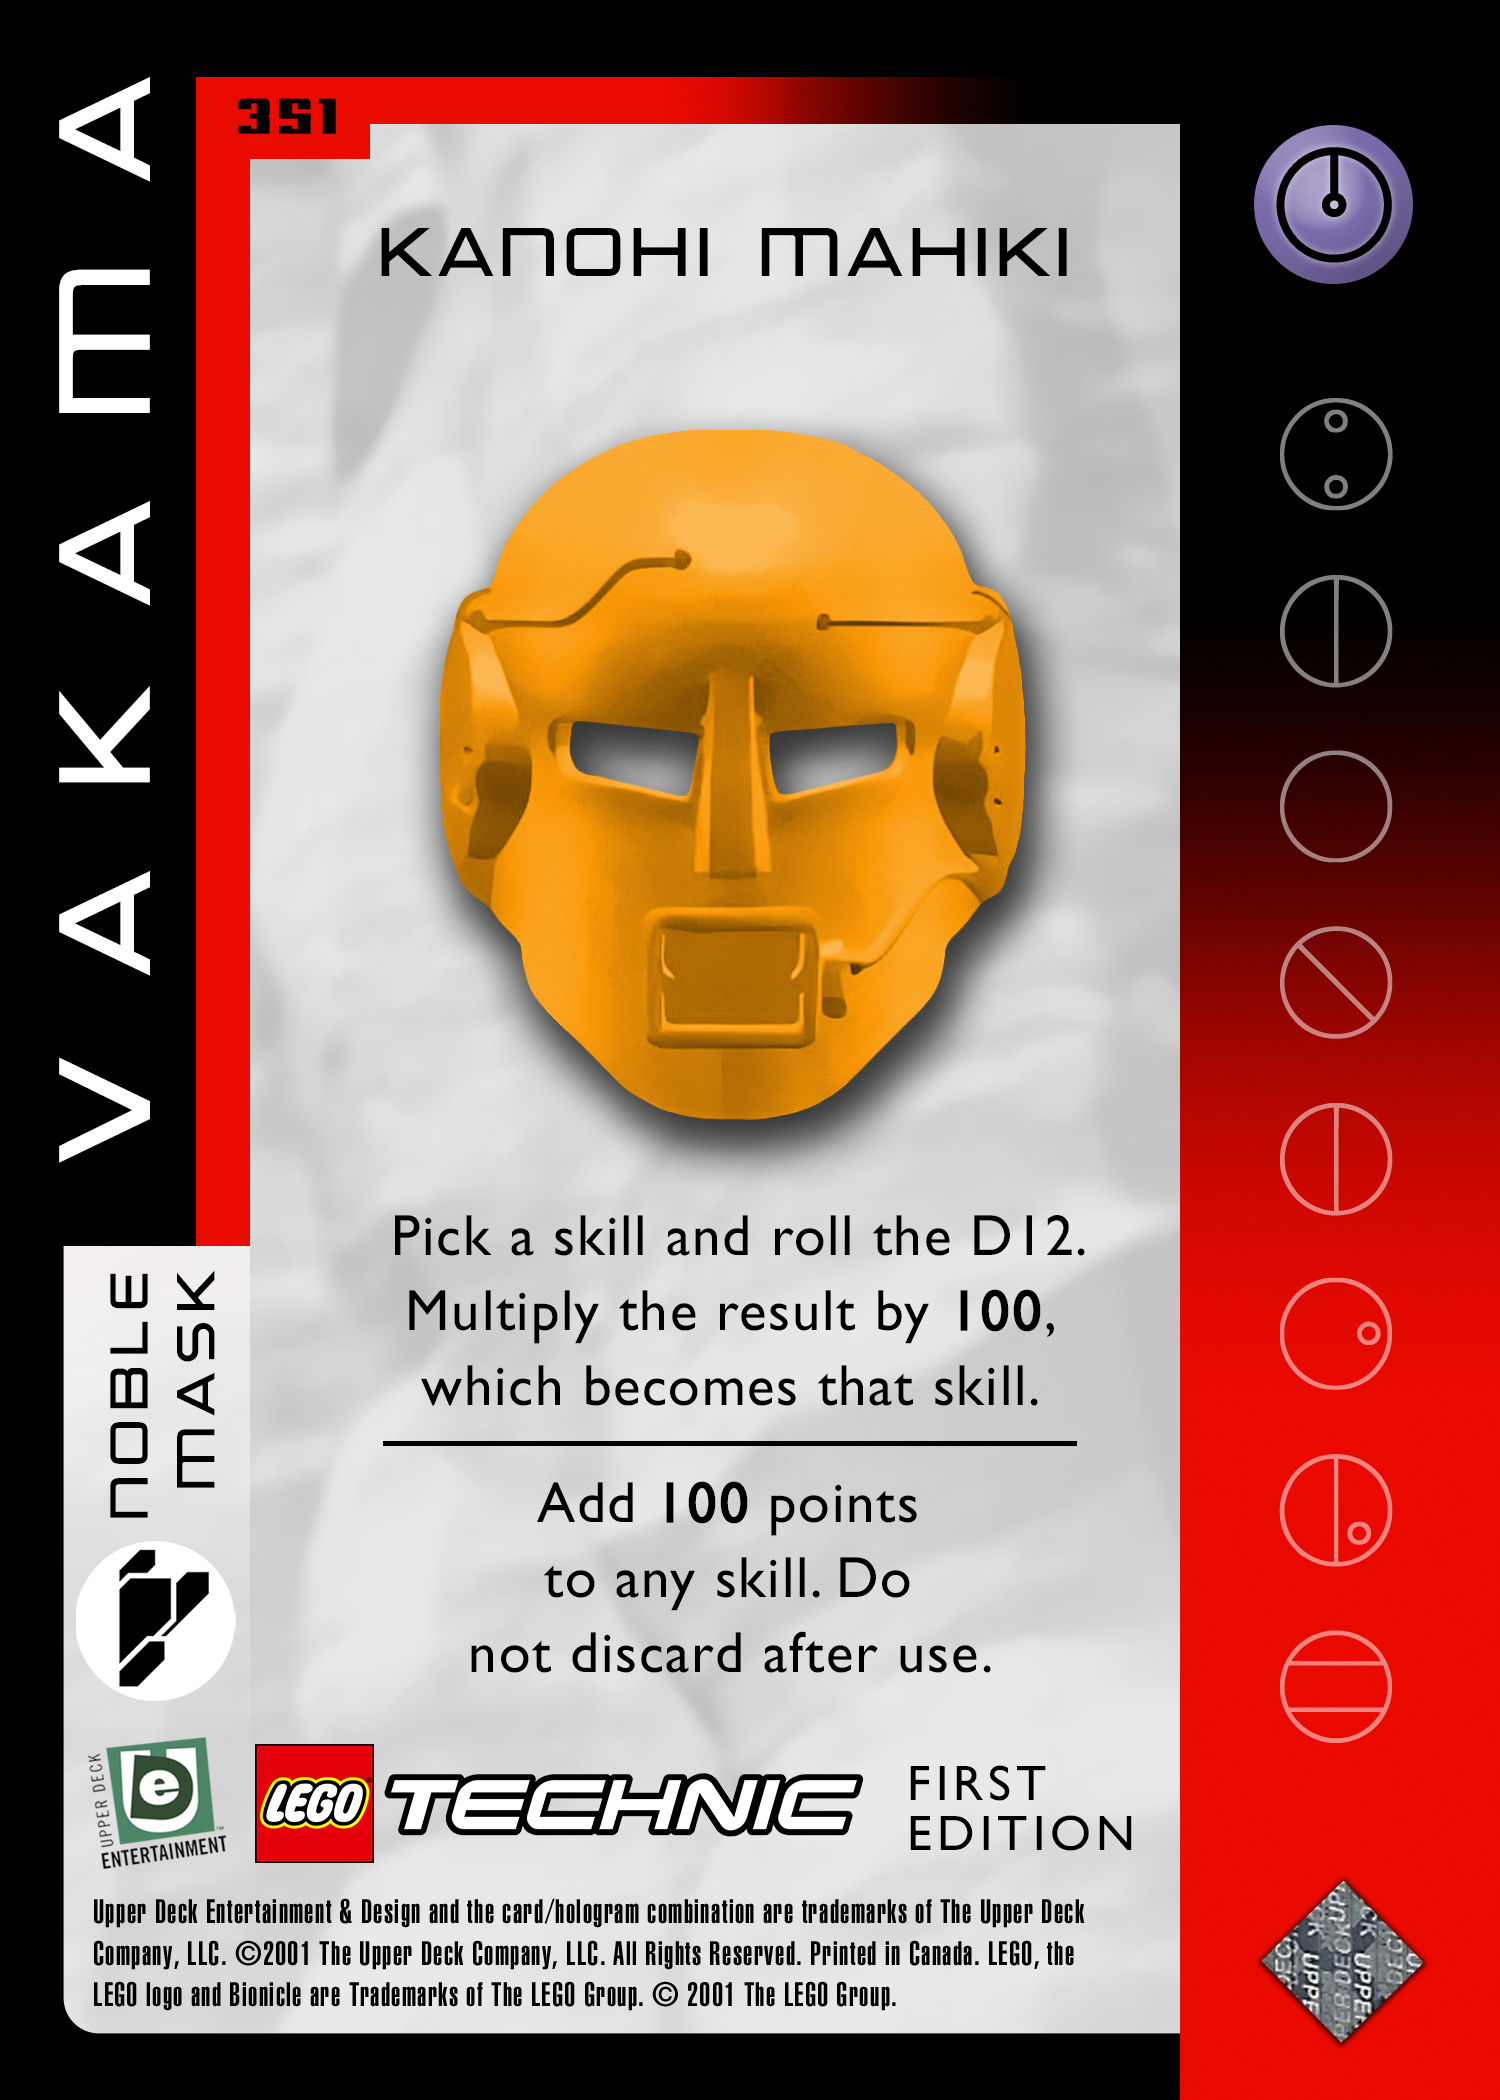 351
VAKAMA
KANOHI MAHIKI
Pick a skill and roll the D12.
Multiply the result by 100,
which becomes that skill.
Add 100 points
to any skill. Do
not discard after use.
NOBLE
MASK
UPPER DECK
e
ENTERTAINMENT
LEGO TECHNIC
FIRST
EDITION
Upper Deck Entertainment & Design and the card/hologram combination are trademarks of The Upper Deck
Company, LLC. ©2001 The Upper Deck Company, LLC. All Rights Reserved. Printed in Canada. LEGO, the
LEGO logo and Bionicle are Trademarks of The LEGO Group. © 2001 The LEGO Group.